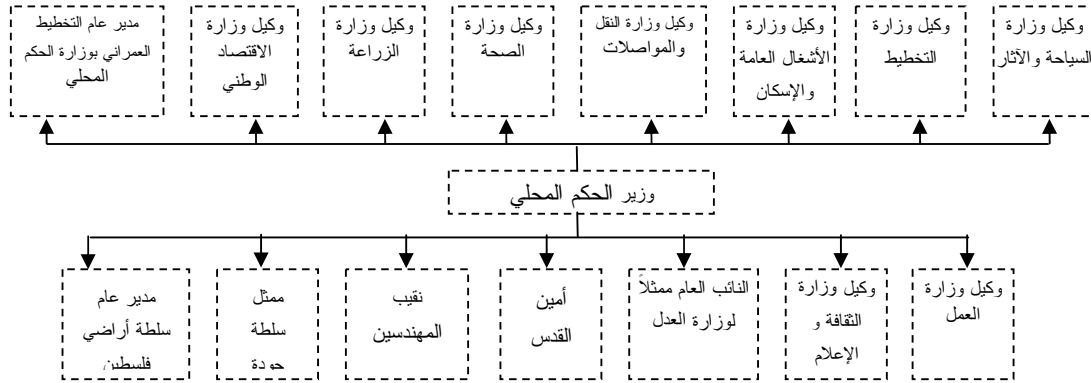 وكيل وزارة
السياحة والآثار
وكيل وزارة
التخطيط
وكيل وزارة
الأشغال العامة
والإسكان
وكيل وزارة النقل
والمواصلات
وكيل وزارة
الصحة
وكيل وزارة
الزراعة
وكيل وزارة
الاقتصاد
الوطني
مدير عام التخطيط
العمراني بوزارة الحكم
المحلي
وزير الحكم المحلي
وكيل وزارة
العمل
وكيل وزارة
الثقافة و
الإعلام
النائب العام ممثلاً
لوزارة العدل
أمين
القدس
نقيب
المهندسين
ممثل
سلطة
جودة
مدير عام
سلطة أراضي
فلسطين